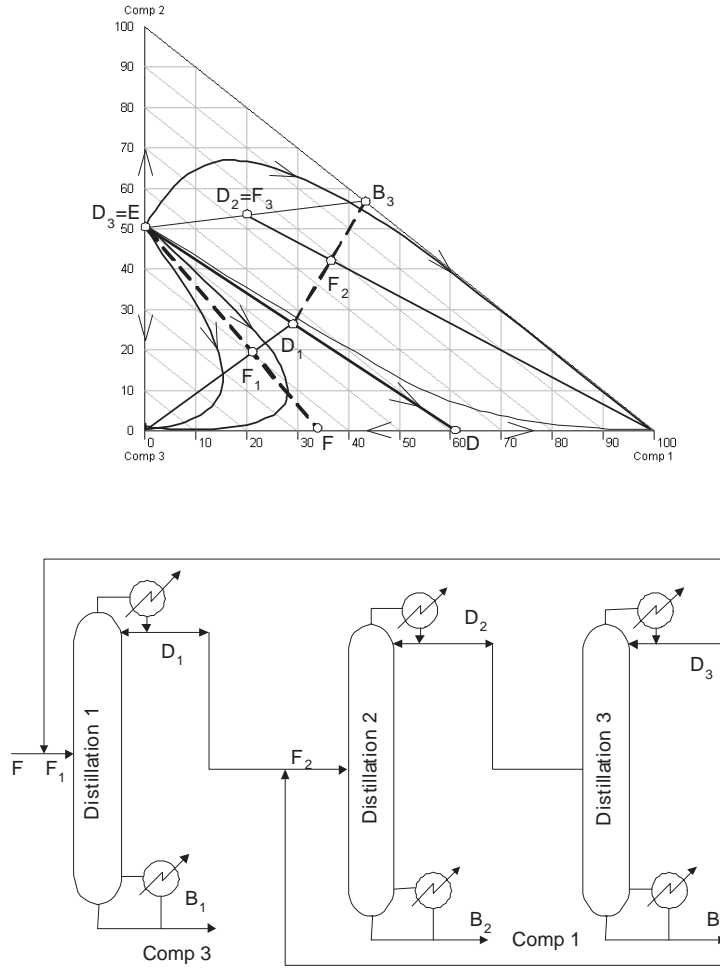 Comp 2
100
90
80
70
60
50
40
30
20
10
0
D3=E
D2=F3
B3
F2
D1
F1
F
D
0 10 20 30 40 50 60 70 80 90 100
Comp 3
Comp 1
Distillation 1
D1
F F1
B1
Comp 3
F2
Distillation 2
D2
B2
Comp 1
Distillation 3
D3
B